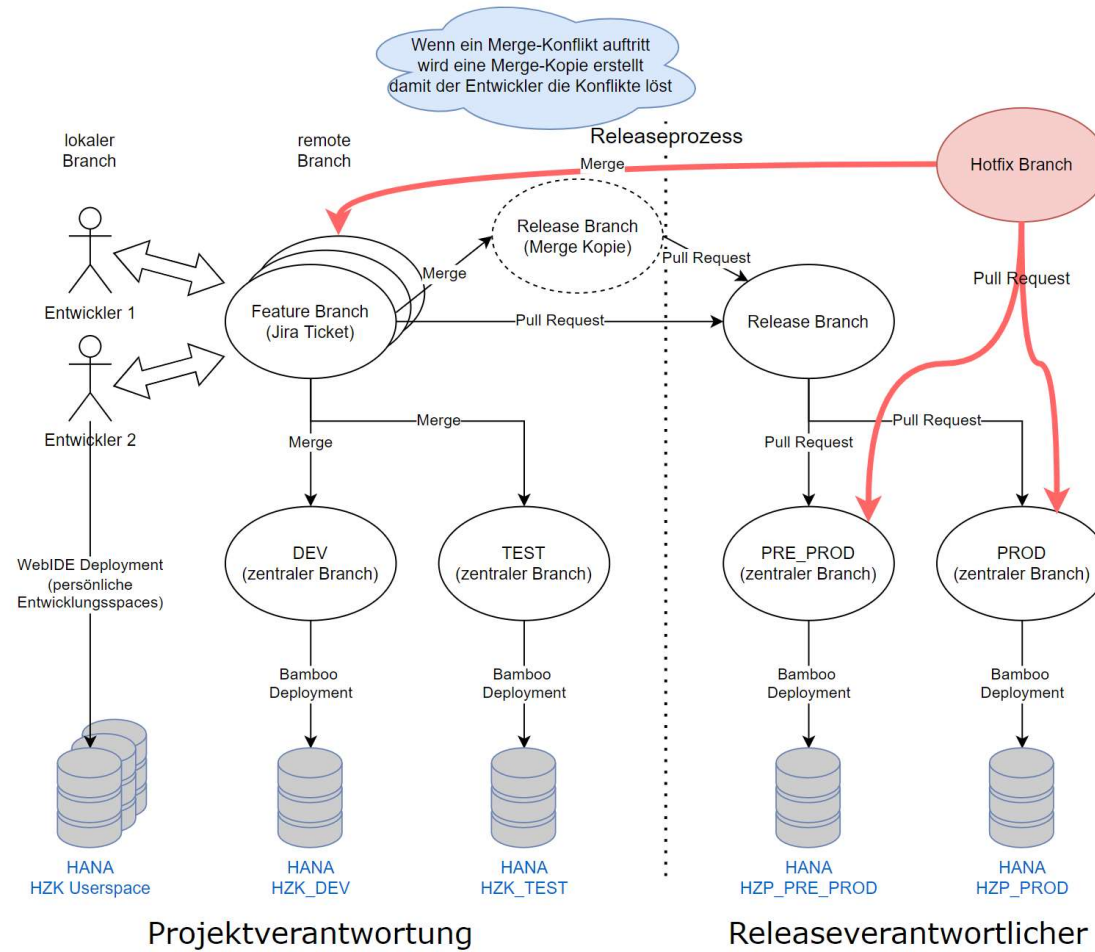 Wenn ein Merge-Konflikt auftritt
wird eine Merge-Kopie erstellt
damit der Entwickler die Konflikte löst
lokaler
Branch
remote
Branch
Releaseprozess
Merge
Hotfix Branch
Release Branch
(Merge Kopie)
Merge
Pull Request
Pull Request
Entwickler 1
Feature Branch
(Jira Ticket)
Pull Request
Release Branch
Entwickler 2
Merge
Merge
Pull Request
Pull Request
WebIDE Deployment
(persönliche
Entwicklungsspaces)
DEV
(zentraler Branch)
TEST
(zentraler Branch)
PRE_PROD
(zentraler Branch)
PROD
(zentraler Branch)
Bamboo
Deployment
Bamboo
Deployment
Bamboo
Deployment
Bamboo
Deployment
HANA
HZK Userspace
HANA
HZK_DEV
HANA
HZK_TEST
HANA
HZP_PRE_PROD
HANA
HZP_PROD
Projektverantwortung
Releaseverantwortlicher